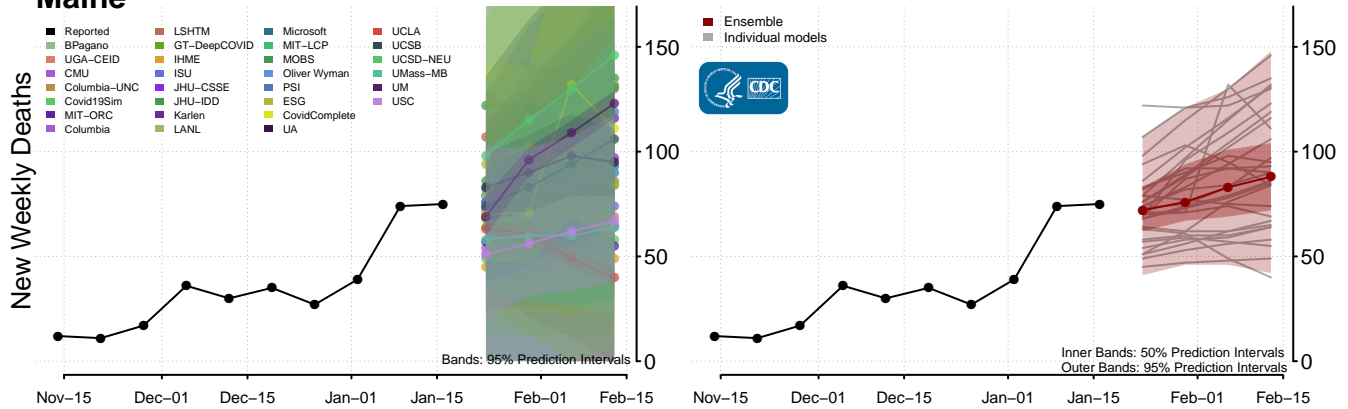 Maine
New Weekly Deaths
Reported
BPagano
UGA−CEID
CMU
Columbia−UNC
Covid19Sim
MIT−ORC
Columbia
LSHTM
GT−DeepCOVID
IHME
ISU
JHU−CSSE
JHU−IDD
Karlen
LANL
Microsoft
MIT−LCP
MOBS
Oliver Wyman
PSI
ESG
CovidComplete
UA
UCLA
UCSB
UCSD−NEU
UMass−MB
UM
USC
150
100
50
0
Bands: 95% Prediction Intervals
Nov−15 Dec−01 Dec−15 Jan−01 Jan−15 Feb−01 Feb−15
Ensemble
Individual models
CDC
150
100
50
0
Inner Bands: 50% Prediction Intervals
Outer Bands: 95% Prediction Intervals
Nov−15 Dec−01 Dec−15 Jan−01 Jan−15 Feb−01 Feb−15